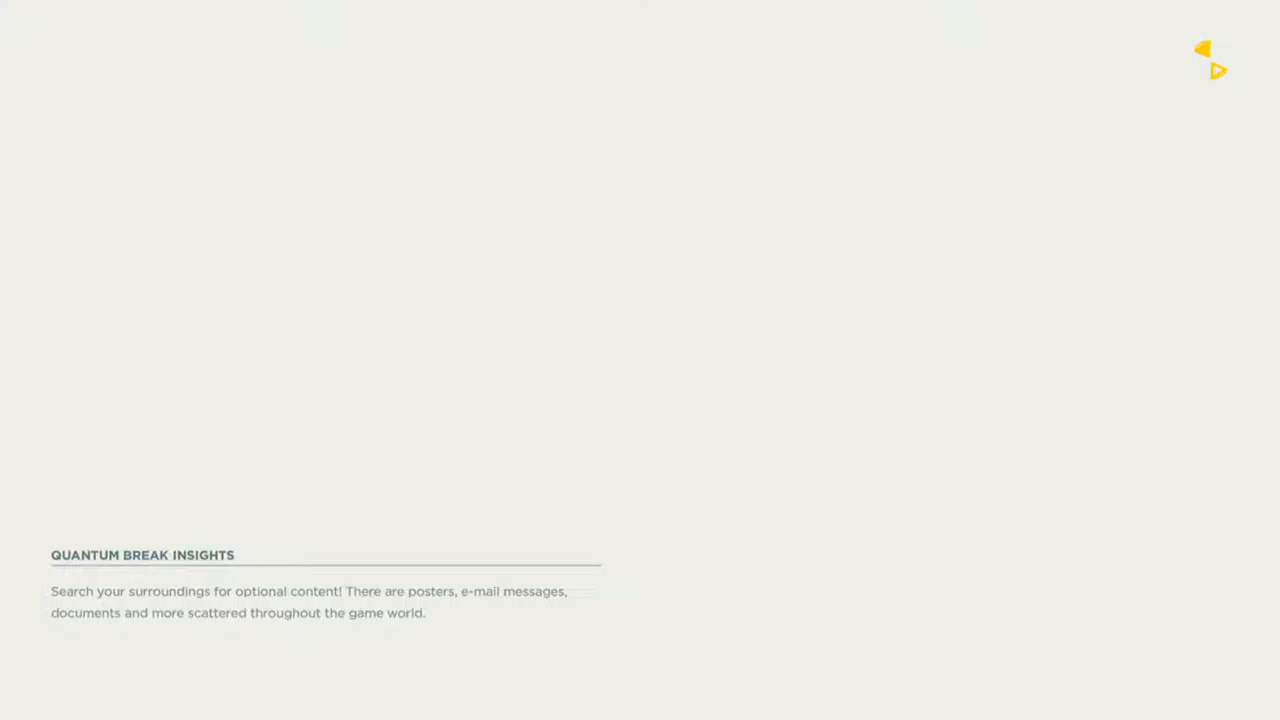 QUANTUM BREAK INSIGHTS
Search your surroundings for optional content! There are posters, e-mail messages,
documents and more scattered throughout the game world.